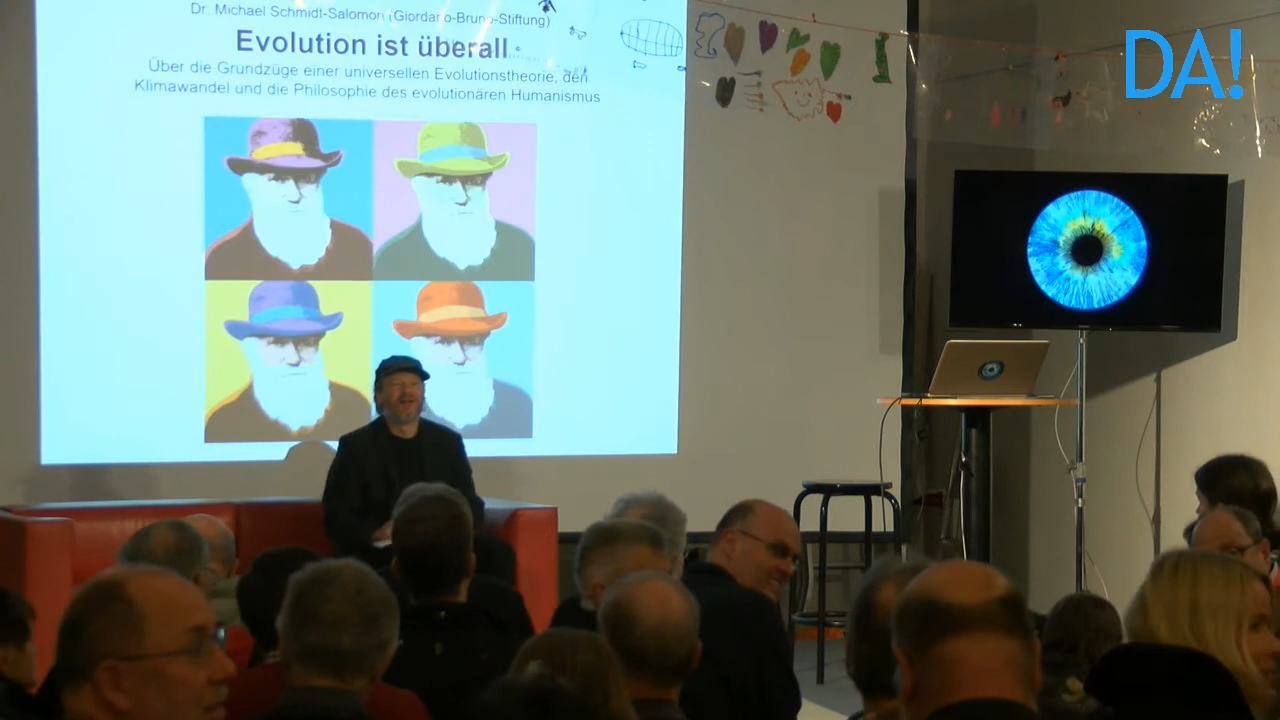 Dr. Michael Schmidt-Salomon (Giordano-Bruno-Stiftung)
Evolution ist überall
Über die Grundzüge einer universellen Evolutionstheorie, den
Klimawandel und die Philosophie des evolutionären Humanismus
DA!